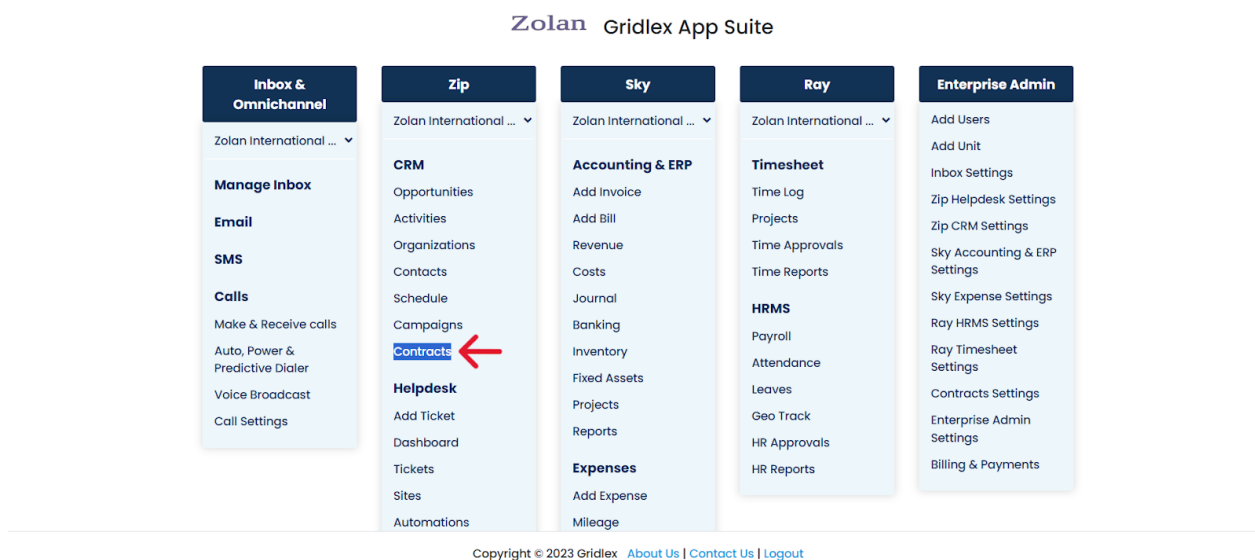 Zolan Gridlex App Suite
Inbox &
Omnichannel
Zolan International ...
Manage Inbox
Email
SMS
Calls
Make & Receive calls
Auto, Power &
Predictive Dialer
Voice Broadcast
Call Settings
Zip
Zolan International ...
CRM
Opportunities
Activities
Organizations
Contacts
Schedule
Campaigns
Contracts
Helpdesk
Add Ticket
Dashboard
Tickets
Sites
Automations
Sky
Zolan International ...
Accounting & ERP
Add Invoice
Add Bill
Revenue
Costs
Journal
Banking
Inventory
Fixed Assets
Projects
Reports
Expenses
Add Expense
Mileage
Ray
Zolan International ...
Timesheet
Time Log
Projects
Time Approvals
Time Reports
HRMS
Payroll
Attendance
Leaves
Geo Track
HR Approvals
HR Reports
Enterprise Admin
Add Users
Add Unit
Inbox Settings
Zip Helpdesk Settings
Zip CRM Settings
Sky Accounting & ERP
Settings
Sky Expense Settings
Ray HRMS Settings
Ray Timesheet
Settings
Contracts Settings
Enterprise Admin
Settings
Billing & Payments
Copyright © 2023 Gridlex About Us | Contact Us | Logout